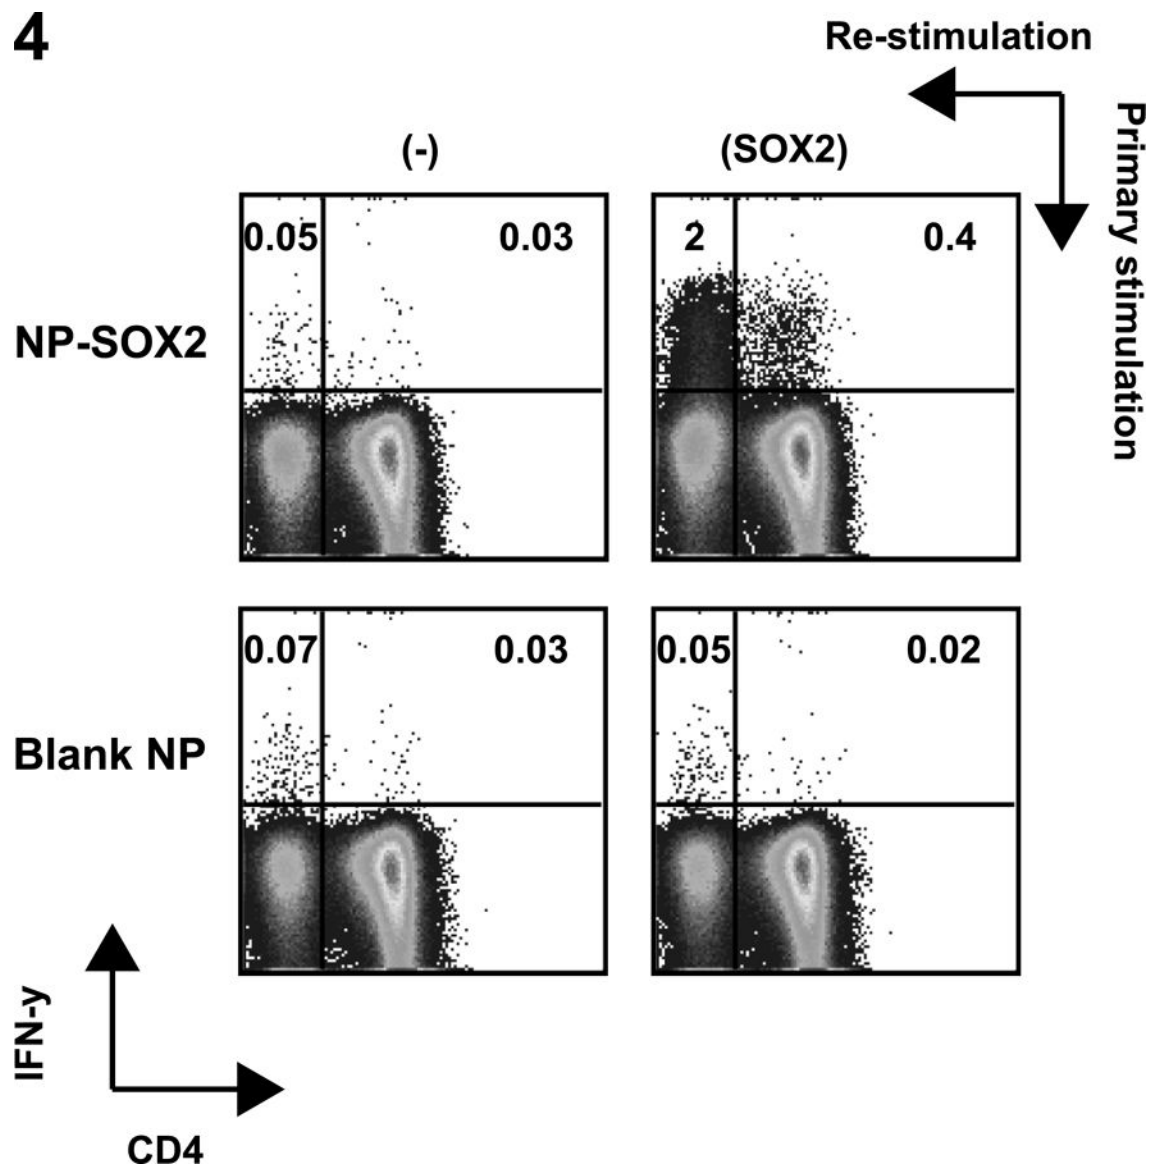 4
Re-stimulation
Primary stimulation
(-)
(SOX2)
NP-SOX2
0.05
0.03
2
0.4
Blank NP
0.07
0.03
0.05
0.02
IFN-y
CD4